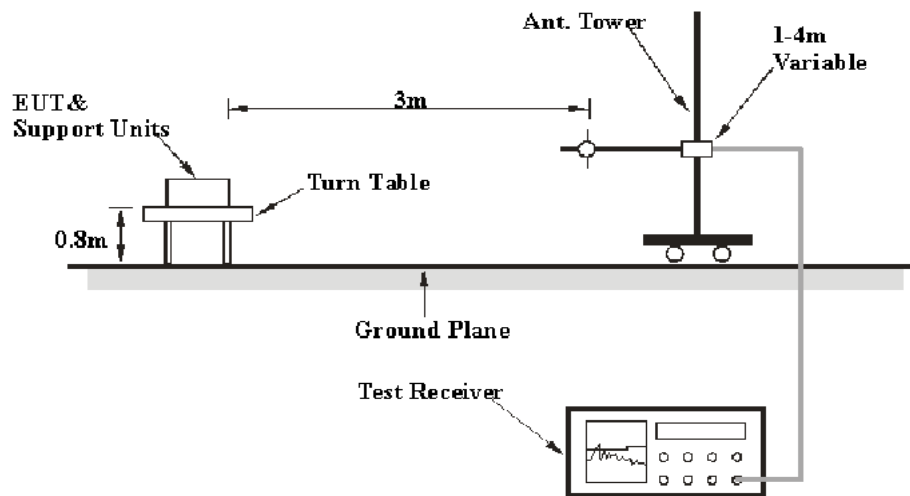 Ant. Tower
1-4m
Variable
3m
EUT&
Support Units
Turn Table
0.8m
Ground Plane
Test Receiver